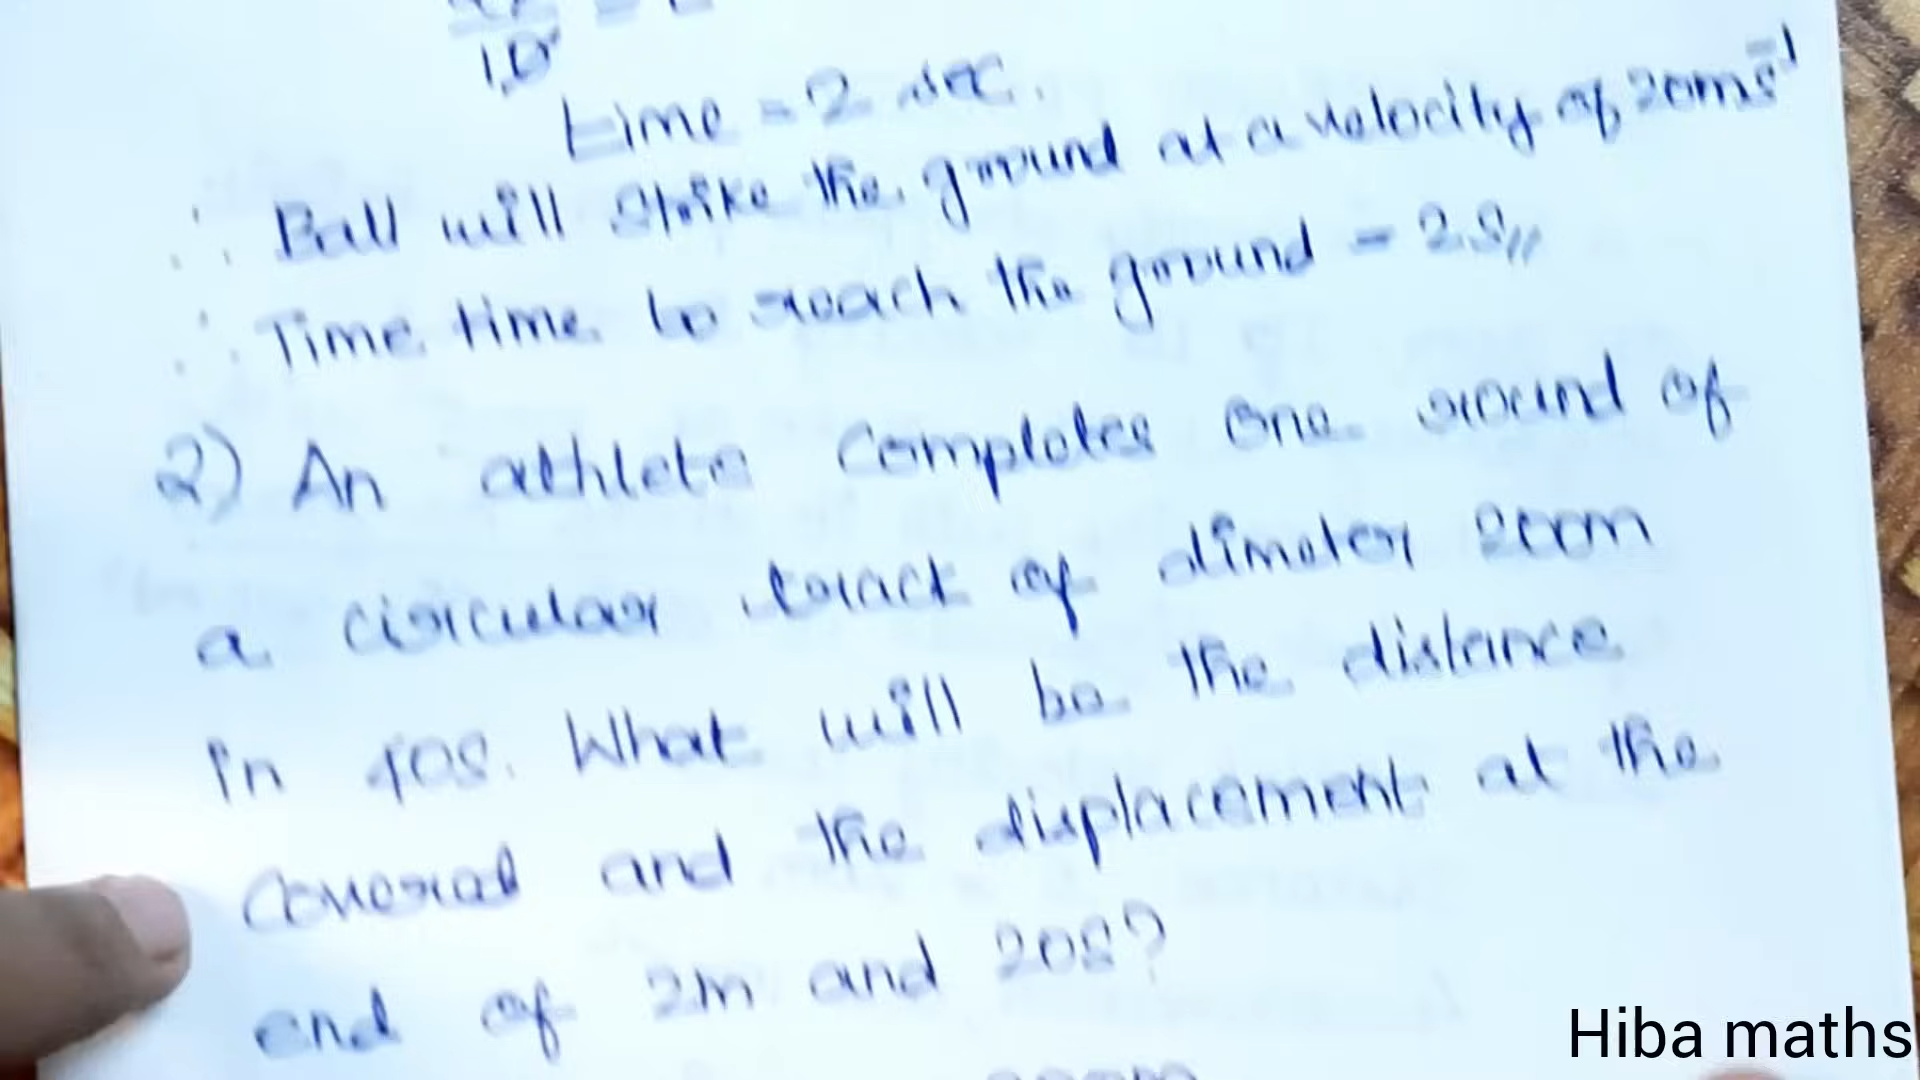 10
time = 2 sec.
∴ Ball will strike the ground at a velocity of 20ms⁻¹
∴ Time time to reach the ground = 2s//
2) An athlete completes one round of
a circular track of dimeter 200m
in 40s. What will be the distance
covered and the displacement at the
end of 2m and 20s?
Hiba maths